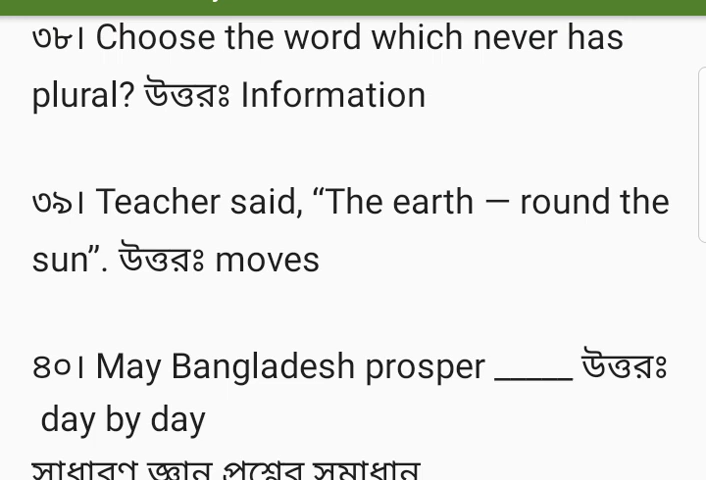 ৩৮। Choose the word which never has
plural? উত্তরঃ Information
৩৯। Teacher said, “The earth — round the
sun”. উত্তরঃ moves
৪০। May Bangladesh prosper _____ উত্তরঃ
day by day
সাধারণ জ্ঞান প্রশ্নের সমাধান